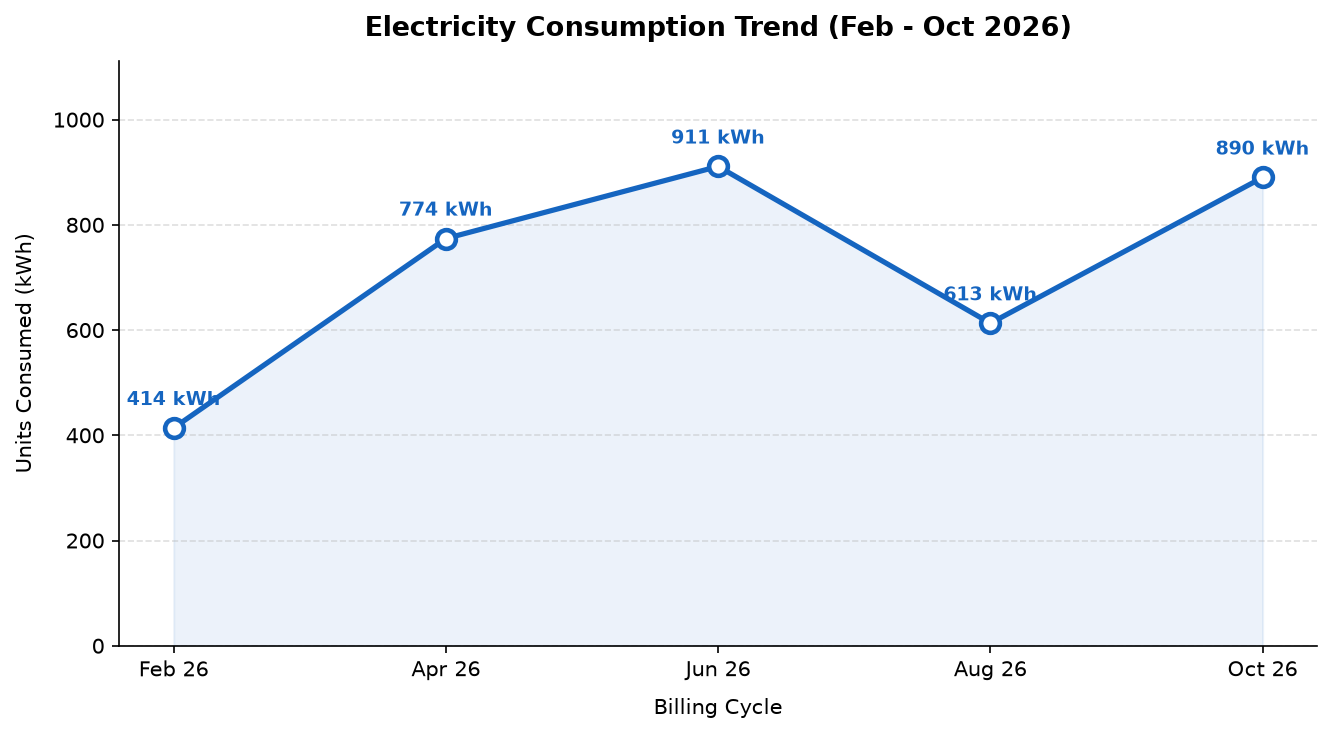 Electricity Consumption Trend (Feb - Oct 2026)
Units Consumed (kWh)
1000
800
600
400
200
0
414 kWh
774 kWh
911 kWh
613 kWh
890 kWh
Feb 26
Apr 26
Jun 26
Aug 26
Oct 26
Billing Cycle